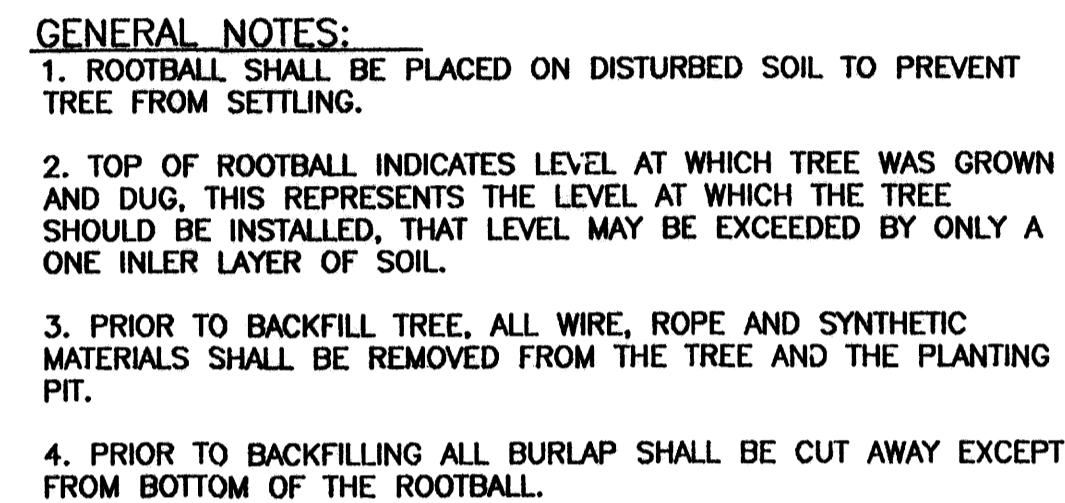 GENERAL NOTES:
1. ROOTBALL SHALL BE PLACED ON DISTURBED SOIL TO PREVENT
TREE FROM SETTLING.
2. TOP OF ROOTBALL INDICATES LEVEL AT WHICH TREE WAS GROWN
AND DUG, THIS REPRESENTS THE LEVEL AT WHICH THE TREE
SHOULD BE INSTALLED, THAT LEVEL MAY BE EXCEEDED BY ONLY A
ONE INLER LAYER OF SOIL.
3. PRIOR TO BACKFILL TREE, ALL WIRE, ROPE AND SYNTHETIC
MATERIALS SHALL BE REMOVED FROM THE TREE AND THE PLANTING
PIT.
4. PRIOR TO BACKFILLING ALL BURLAP SHALL BE CUT AWAY EXCEPT
FROM BOTTOM OF THE ROOTBALL.